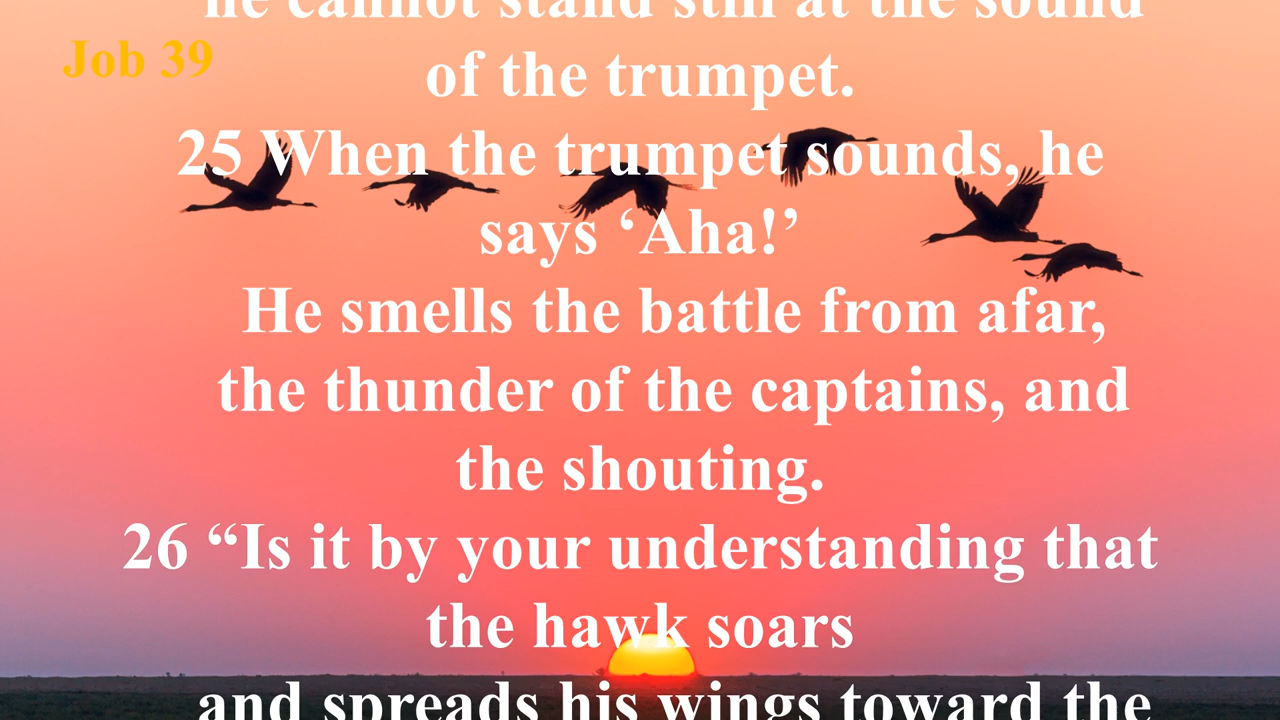 he cannot stand still at the sound
Job 39
of the trumpet.
25 When the trumpet sounds, he
says ‘Aha!’
He smells the battle from afar,
the thunder of the captains, and
the shouting.
26 “Is it by your understanding that
the hawk soars
and spreads his wings toward the